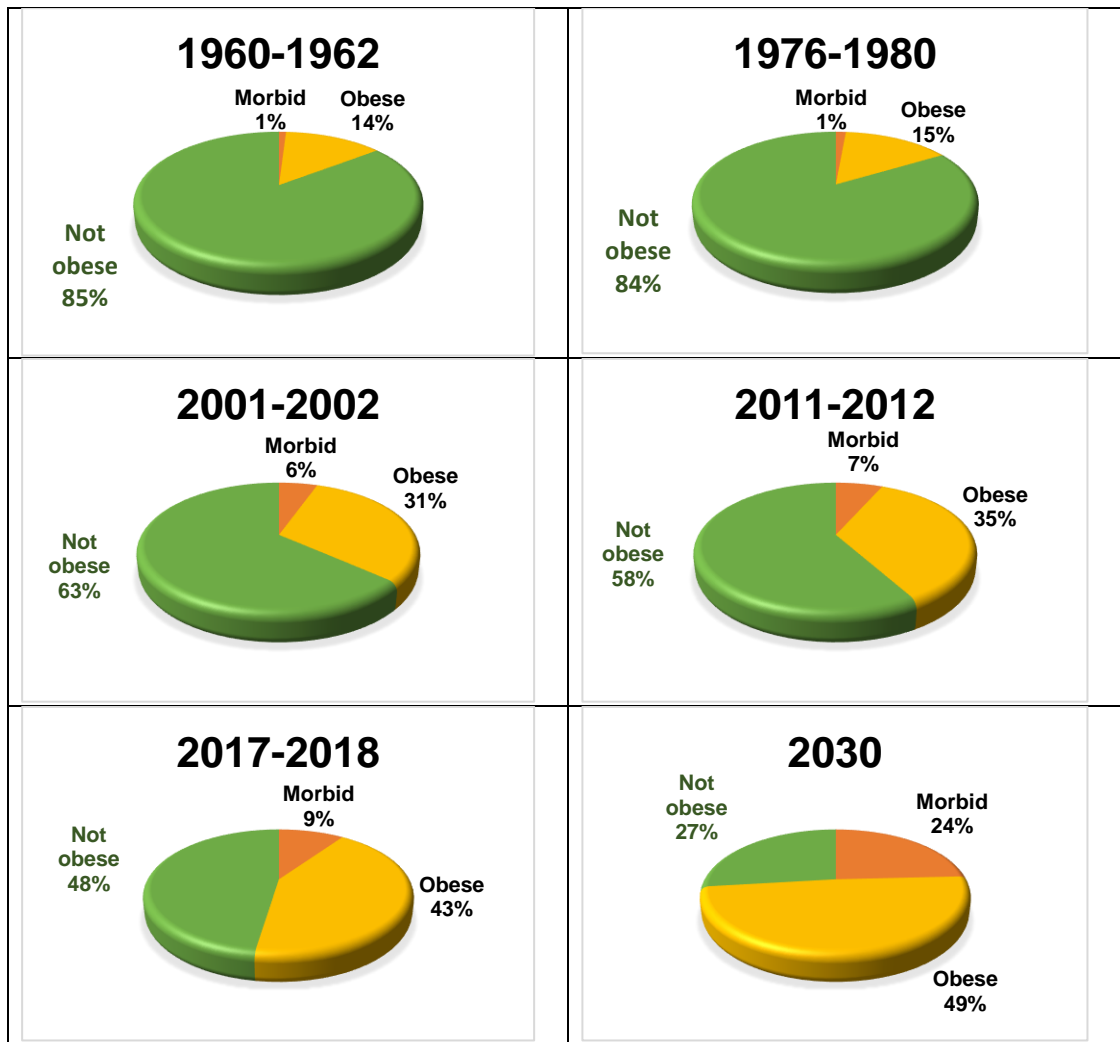 1960-1962
Morbid
1%
Obese
14%
Not
obese
85%
1976-1980
Morbid
1%
Obese
15%
Not
obese
84%
2001-2002
Morbid
6%
Obese
31%
Not
obese
63%
2011-2012
Morbid
7%
Obese
35%
Not
obese
58%
2017-2018
Morbid
9%
Not
obese
48%
Obese
43%
2030
Not
obese
27%
Morbid
24%
Obese
49%